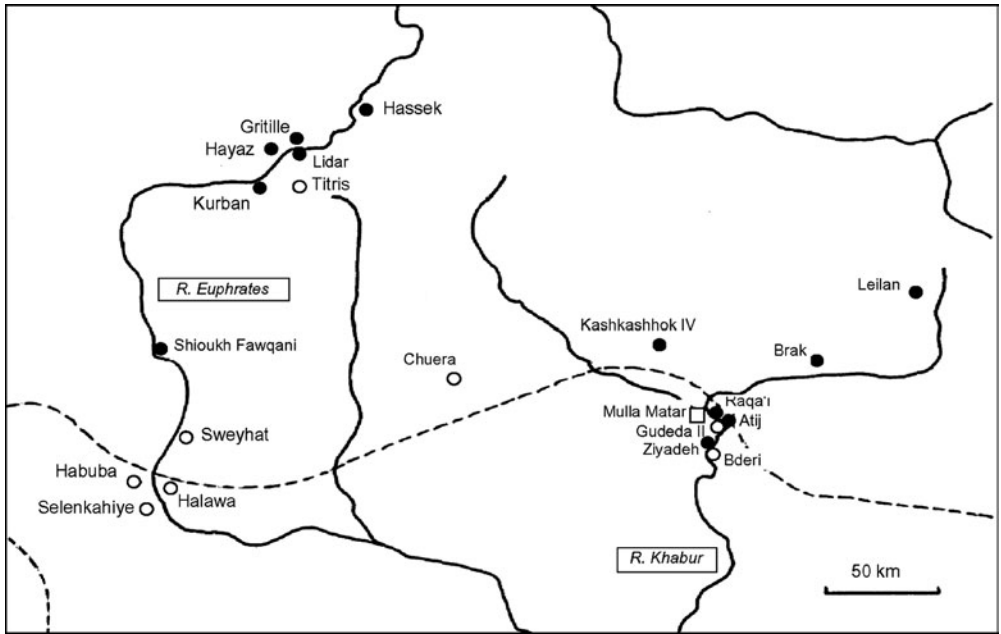 Hassek
Gritille
Hayaz
Lidar
Titris
Kurban
R. Euphrates
Leilan
Shioukh Fawqani
Kashkashhok IV
Chuera
Brak
Raqa'i
Mulla Matar
Atij
Gudeda II
Sweyhat
Ziyadeh
Bderi
Habuba
Halawa
Selenkahiye
R. Khabur
50 km